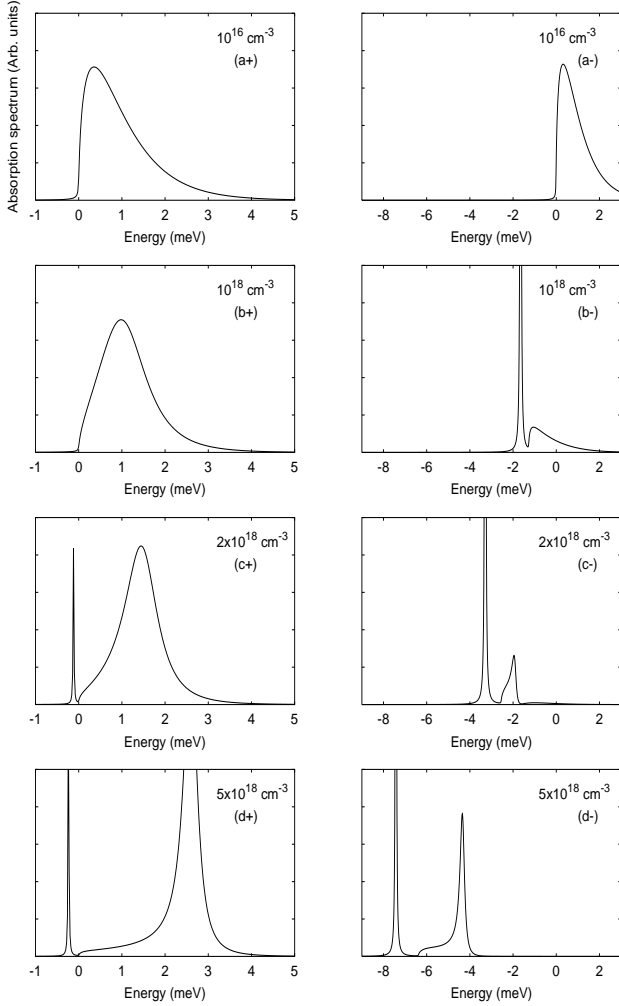 Absorption spectrum (Arb. units)
10^16 cm^-3
(a+)
-1 0 1 2 3 4 5
Energy (meV)
10^16 cm^-3
(a-)
-8 -6 -4 -2 0 2
Energy (meV)
10^18 cm^-3
(b+)
-1 0 1 2 3 4 5
Energy (meV)
10^18 cm^-3
(b-)
-8 -6 -4 -2 0 2
Energy (meV)
2x10^18 cm^-3
(c+)
-1 0 1 2 3 4 5
Energy (meV)
2x10^18 cm^-3
(c-)
-8 -6 -4 -2 0 2
Energy (meV)
5x10^18 cm^-3
(d+)
-1 0 1 2 3 4 5
Energy (meV)
5x10^18 cm^-3
(d-)
-8 -6 -4 -2 0 2
Energy (meV)